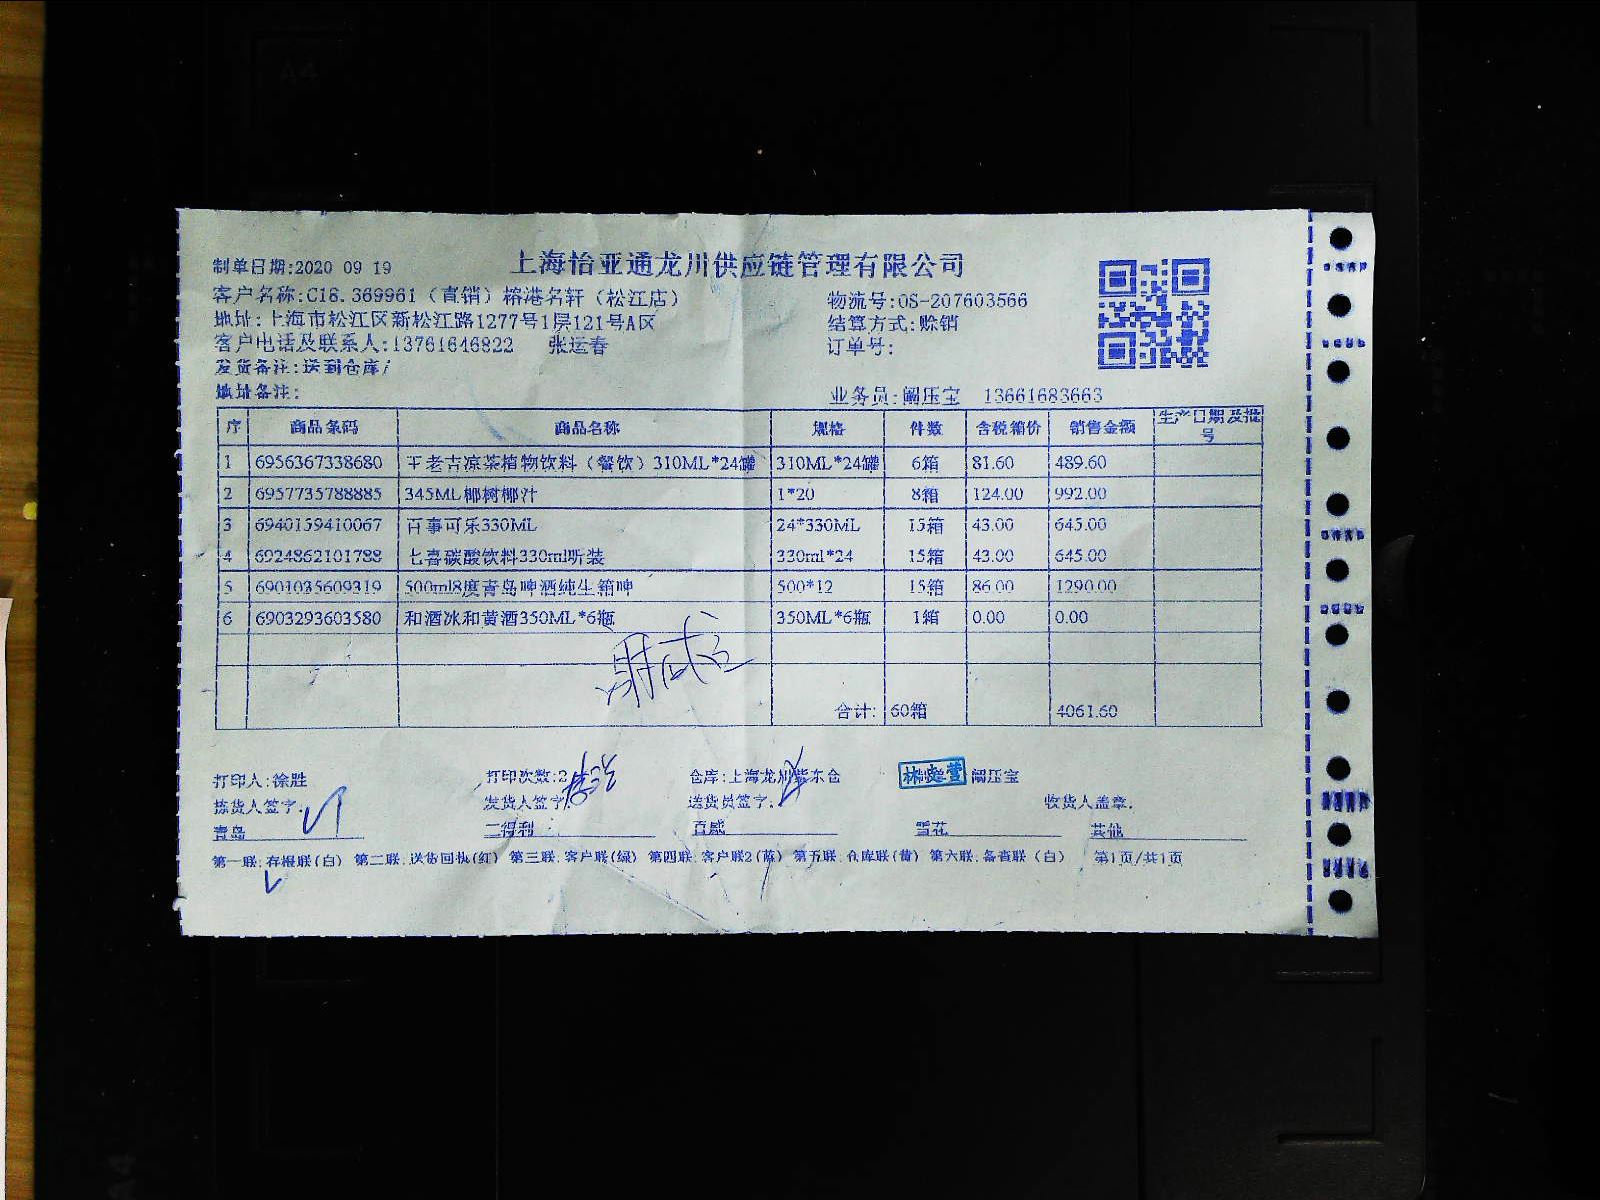 上海怡亚通龙川供应链管理有限公司
制单日期:2020 09 19
客户名称:C18.369961（直销）榕港名轩（松江店） 物流号:OS-207603566
地址:上海市松江区新松江路1277号1层121号A区 结算方式:赊销
客户电话及联系人:13761646822 张运春 订单号:
发货备注:送到仓库/
地址备注: 业务员:阚压宝 13661683663
序 商品条码 商品名称 规格 件数 含税箱价 销售金额 生产日期及批号
1 6956367338680 王老吉凉茶植物饮料（餐饮）310ML*24罐 310ML*24罐 6箱 81.60 489.60
2 6957735788885 345ML椰树椰汁 1*20 8箱 124.00 992.00
3 6940159410067 百事可乐330ML 24*330ML 15箱 43.00 645.00
4 6924862101788 七喜碳酸饮料330ml听装 330ml*24 15箱 43.00 645.00
5 6901035609319 500ml8度青岛啤酒纯生箱啤 500*12 15箱 86.00 1290.00
6 6903293603580 和酒冰和黄酒350ML*6瓶 350ML*6瓶 1箱 0.00 0.00
合计: 60箱 4061.60
打印人:徐胜 打印次数:2 仓库:上海龙川紫东仓 阚压宝
拣货人签字: 发货人签字: 送货员签字: 收货人盖章:
青岛 三得利 百威 雪花 其他
第一联:存根联(白) 第二联:送货回执(红) 第三联:客户联(绿) 第四联:客户联2(蓝) 第五联:仓库联(黄) 第六联:备查联(白) 第1页/共1页